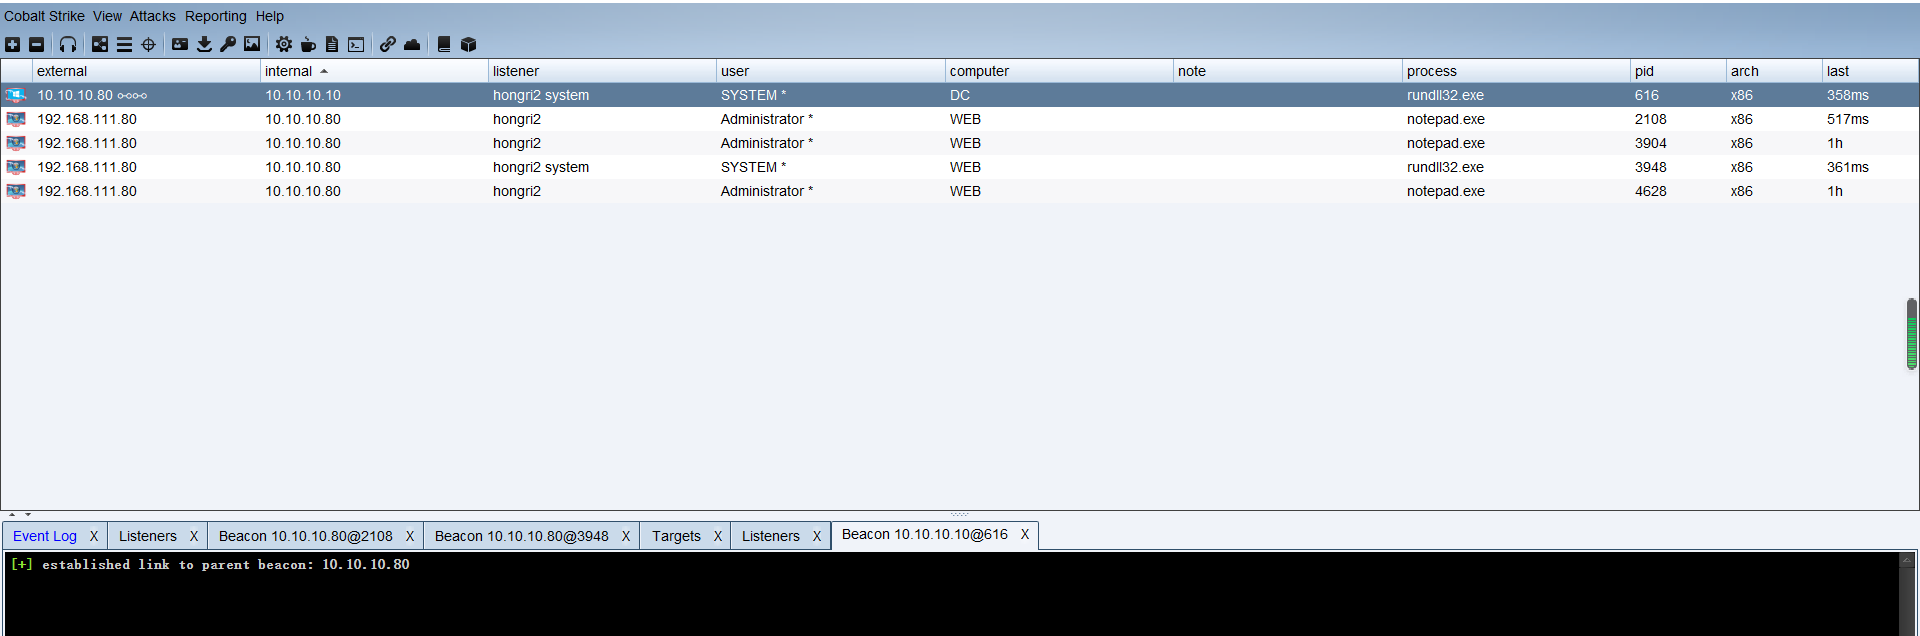 Cobalt Strike View Attacks Reporting Help
external internal listener user computer note process pid arch last
10.10.10.80 10.10.10.10 hongri2 system SYSTEM * DC rundll32.exe 616 x86 358ms
192.168.111.80 10.10.10.80 hongri2 Administrator * WEB notepad.exe 2108 x86 517ms
192.168.111.80 10.10.10.80 hongri2 Administrator * WEB notepad.exe 3904 x86 1h
192.168.111.80 10.10.10.80 hongri2 system SYSTEM * WEB rundll32.exe 3948 x86 361ms
192.168.111.80 10.10.10.80 hongri2 Administrator * WEB notepad.exe 4628 x86 1h
Event Log X Listeners X Beacon 10.10.10.80@2108 X Beacon 10.10.10.80@3948 X Targets X Listeners X Beacon 10.10.10.10@616 X
[+] established link to parent beacon: 10.10.10.80